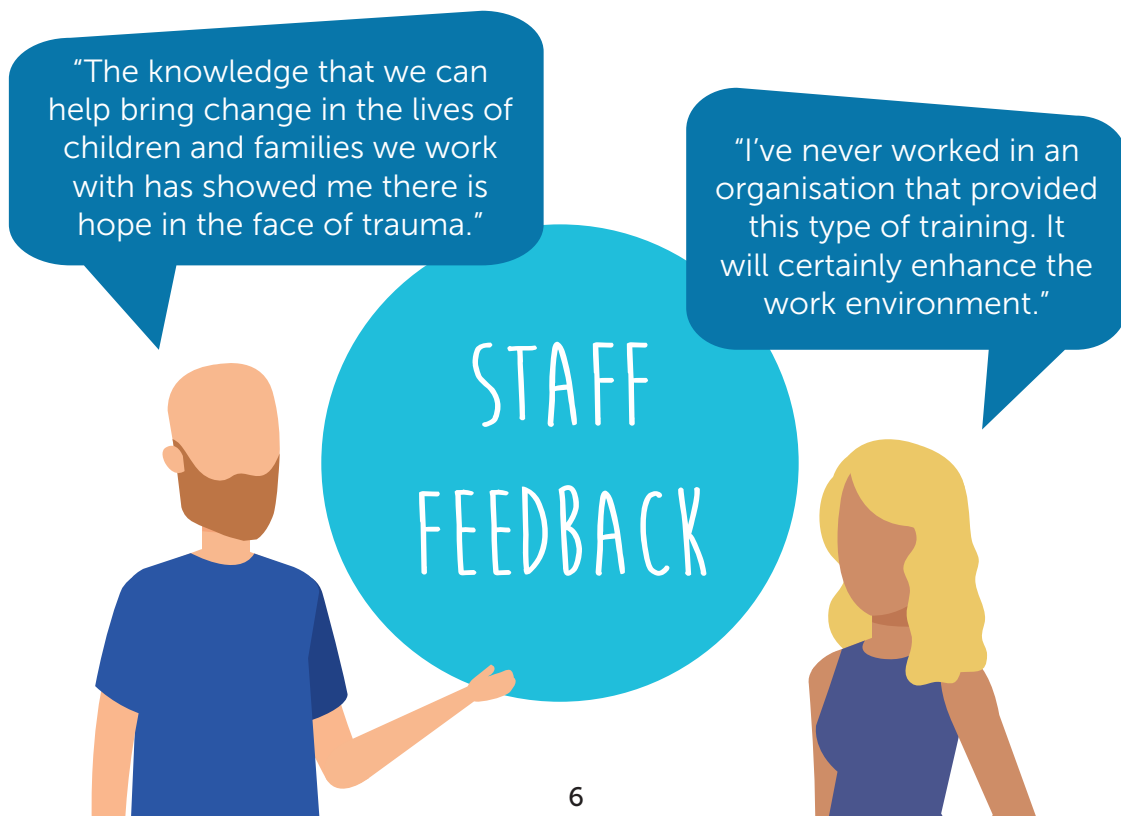 “The knowledge that we can
help bring change in the lives of
children and families we work
with has showed me there is
hope in the face of trauma.”
“I’ve never worked in an
organisation that provided
this type of training. It
will certainly enhance the
work environment.”
STAFF
FEEDBACK
6